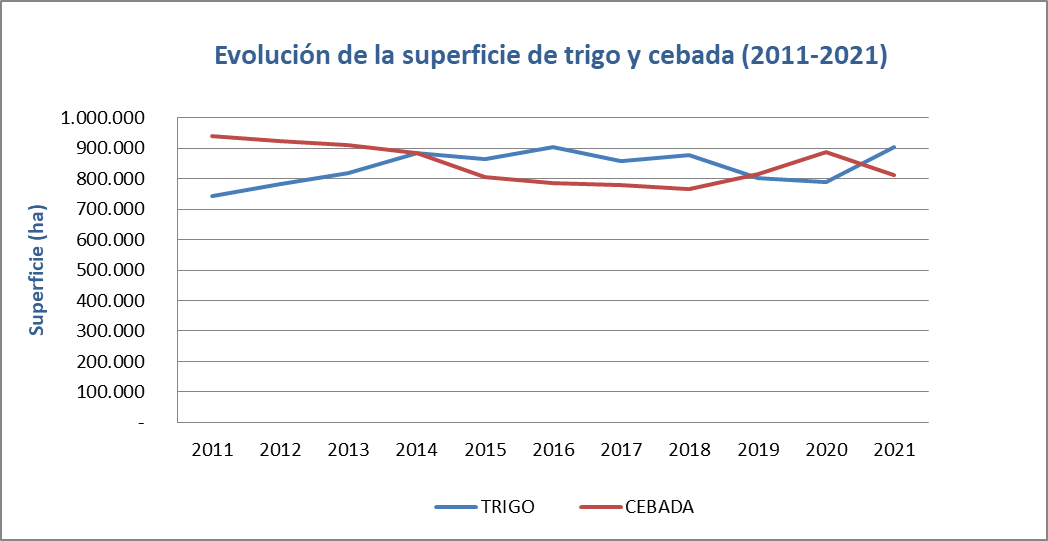 Evolución de la superficie de trigo y cebada (2011-2021)
Superficie (ha)
1.000.000
900.000
800.000
700.000
600.000
500.000
400.000
300.000
200.000
100.000
-
2011 2012 2013 2014 2015 2016 2017 2018 2019 2020 2021
TRIGO CEBADA